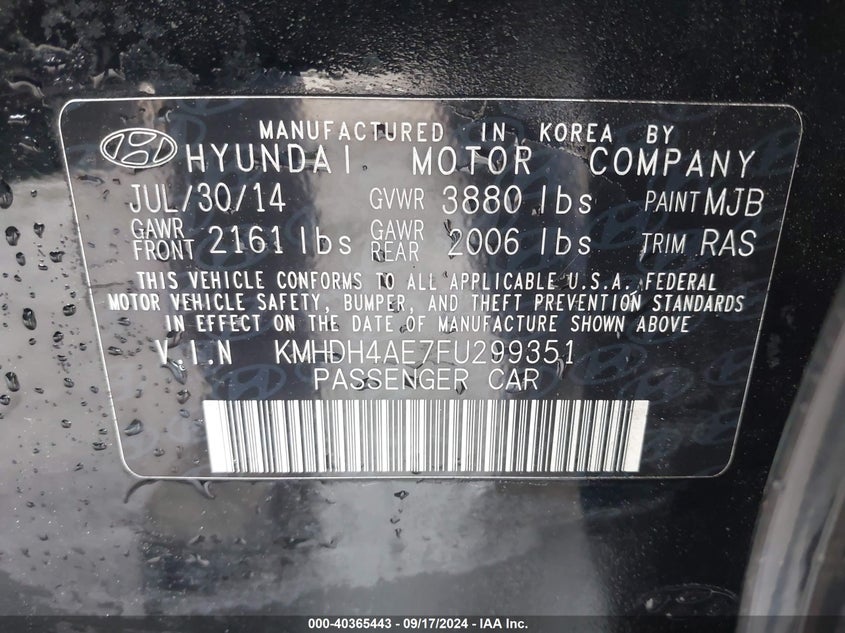 MANUFACTURED IN KOREA BY
HYUNDAI MOTOR COMPANY
JUL/30/14 GVWR 3880 lbs PAINT MJB
GAWR FRONT 2161 lbs GAWR REAR 2006 lbs TRIM RAS
THIS VEHICLE CONFORMS TO ALL APPLICABLE U.S.A. FEDERAL
MOTOR VEHICLE SAFETY, BUMPER, AND THEFT PREVENTION STANDARDS
IN EFFECT ON THE DATE OF MANUFACTURE SHOWN ABOVE
V.I.N KMHDH4AE7FU299351
PASSENGER CAR
000-40365443 - 09/17/2024 - IAA Inc.